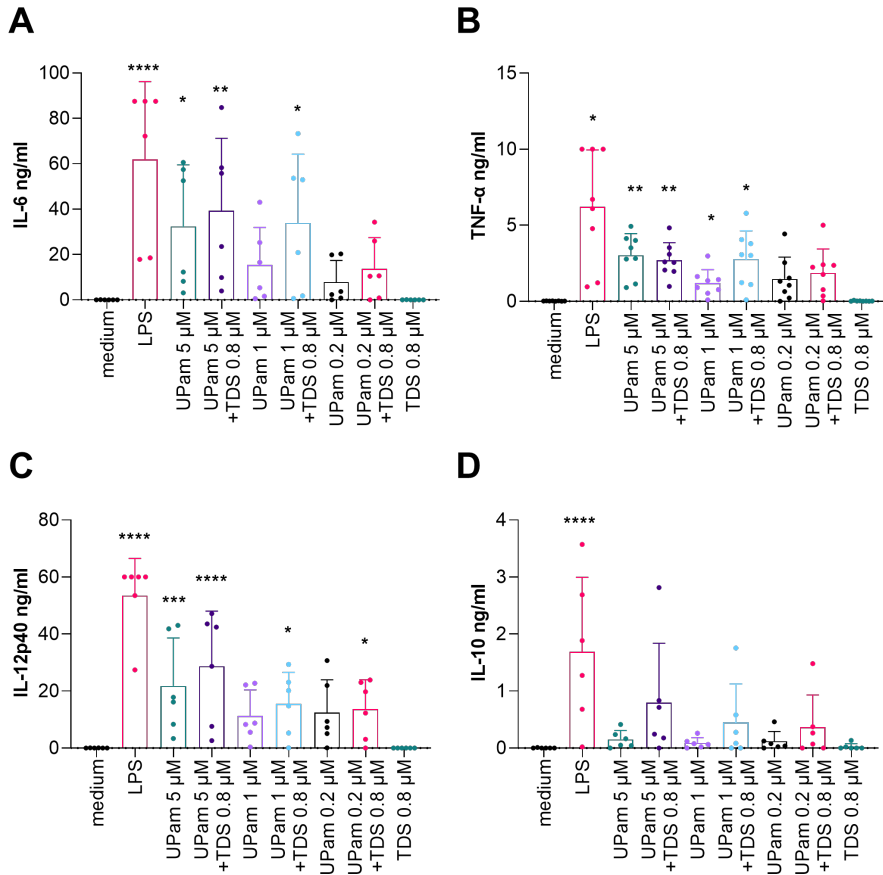 A
IL-6 ng/ml
100
80
60
40
20
0
****
*
**
*
medium
LPS
UPam 5 µM
UPam 5 µM
+TDS 0.8 µM
UPam 1 µM
UPam 1 µM
+TDS 0.8 µM
UPam 0.2 µM
UPam 0.2 µM
+TDS 0.8 µM
TDS 0.8 µM
B
TNF-α ng/ml
15
10
5
0
*
**
**
*
*
medium
LPS
UPam 5 µM
UPam 5 µM
+TDS 0.8 µM
UPam 1 µM
UPam 1 µM
+TDS 0.8 µM
UPam 0.2 µM
UPam 0.2 µM
+TDS 0.8 µM
TDS 0.8 µM
C
IL-12p40 ng/ml
80
60
40
20
0
****
***
****
*
*
medium
LPS
UPam 5 µM
UPam 5 µM
+TDS 0.8 µM
UPam 1 µM
UPam 1 µM
+TDS 0.8 µM
UPam 0.2 µM
UPam 0.2 µM
+TDS 0.8 µM
TDS 0.8 µM
D
IL-10 ng/ml
4
3
2
1
0
****
medium
LPS
UPam 5 µM
UPam 5 µM
+TDS 0.8 µM
UPam 1 µM
UPam 1 µM
+TDS 0.8 µM
UPam 0.2 µM
UPam 0.2 µM
+TDS 0.8 µM
TDS 0.8 µM